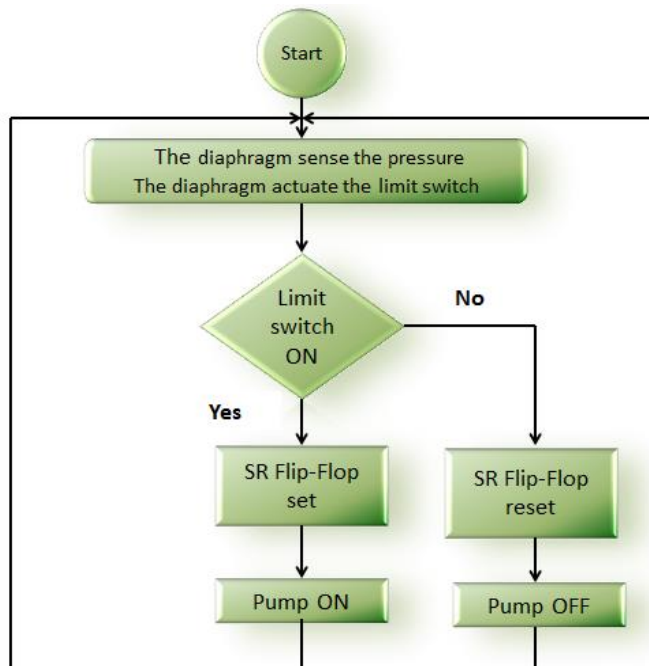 Start
The diaphragm sense the pressure
The diaphragm actuate the limit switch
Limit
switch
ON
No
Yes
SR Flip-Flop
set
SR Flip-Flop
reset
Pump ON
Pump OFF